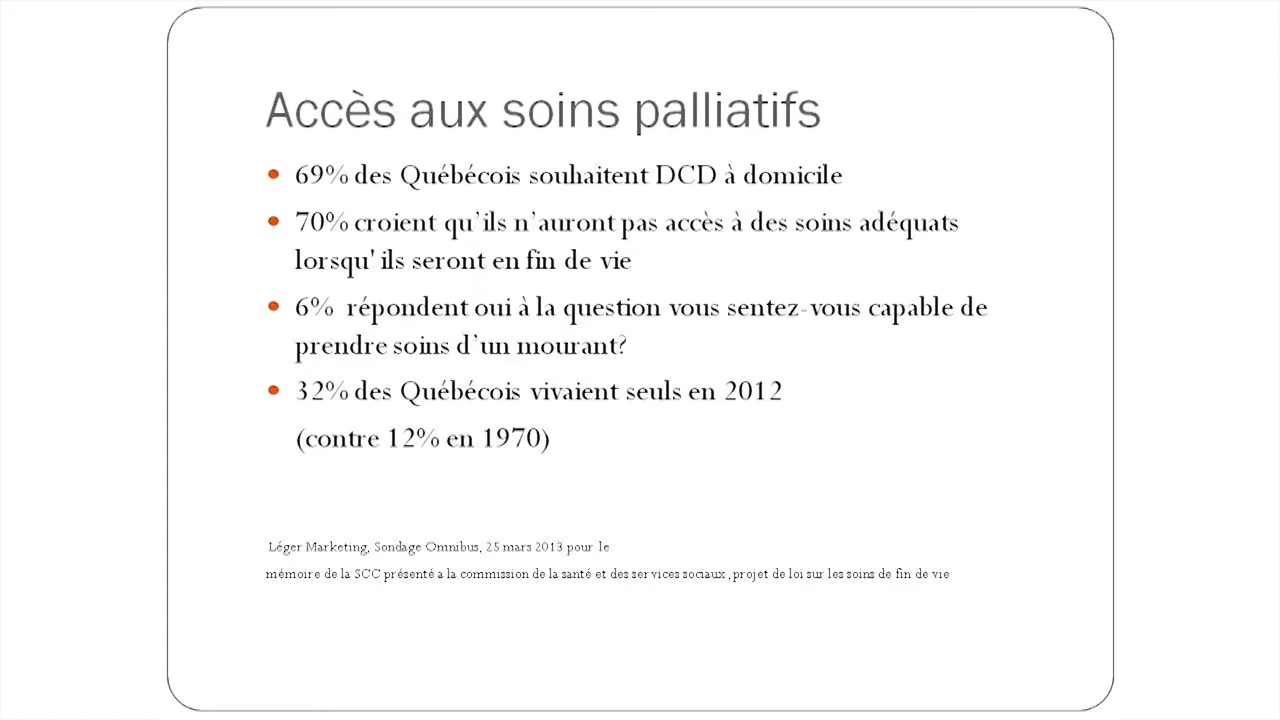 Accès aux soins palliatifs
• 69% des Québécois souhaitent DCD à domicile
• 70% croient qu’ils n’auront pas accès à des soins adéquats
lorsqu' ils seront en fin de vie
• 6% répondent oui à la question vous sentez-vous capable de
prendre soins d’un mourant?
• 32% des Québécois vivaient seuls en 2012
(contre 12% en 1970)
Léger Marketing, Sondage Omnibus, 25 mars 2013 pour le
mémoire de la SCC présenté a la commission de la santé et des services sociaux ,projet de loi sur les soins de fin de vie